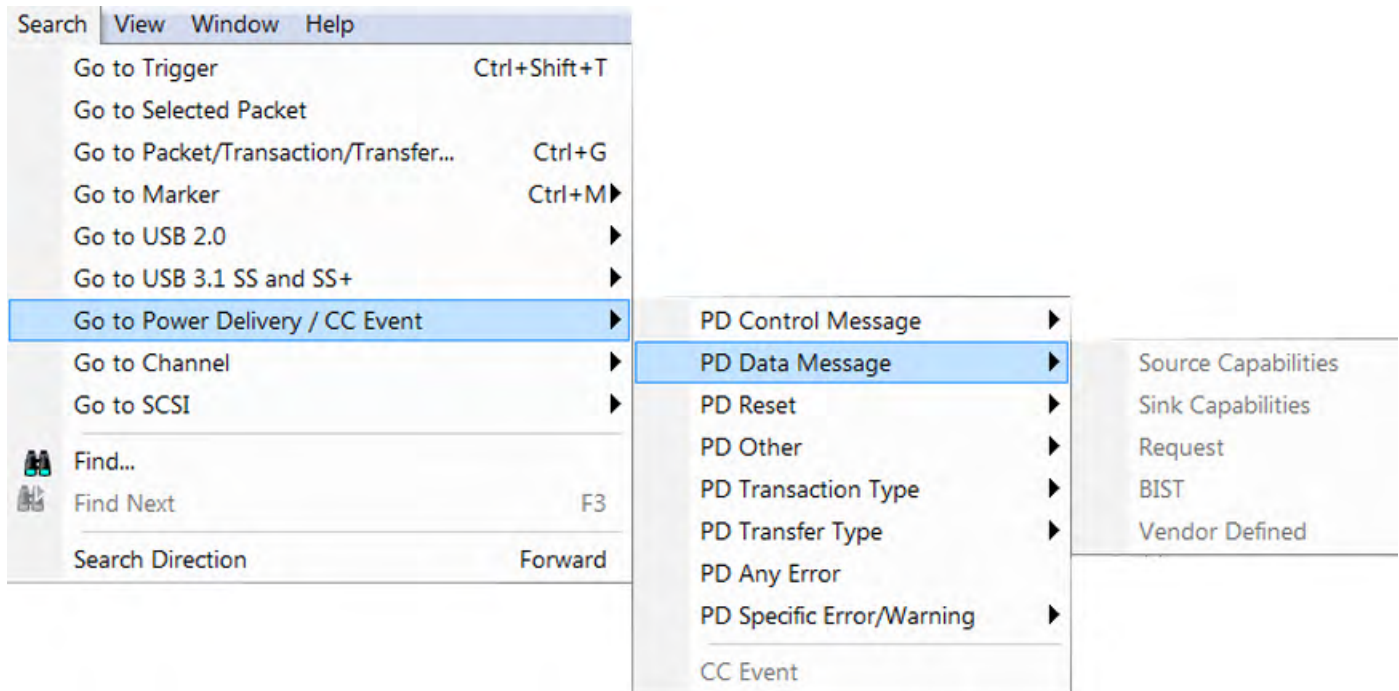 Search View Window Help
Go to Trigger Ctrl+Shift+T
Go to Selected Packet
Go to Packet/Transaction/Transfer... Ctrl+G
Go to Marker Ctrl+M
Go to USB 2.0
Go to USB 3.1 SS and SS+
Go to Power Delivery / CC Event
Go to Channel
Go to SCSI
Find...
Find Next F3
Search Direction Forward
PD Control Message
PD Data Message
PD Reset
PD Other
PD Transaction Type
PD Transfer Type
PD Any Error
PD Specific Error/Warning
CC Event
Source Capabilities
Sink Capabilities
Request
BIST
Vendor Defined